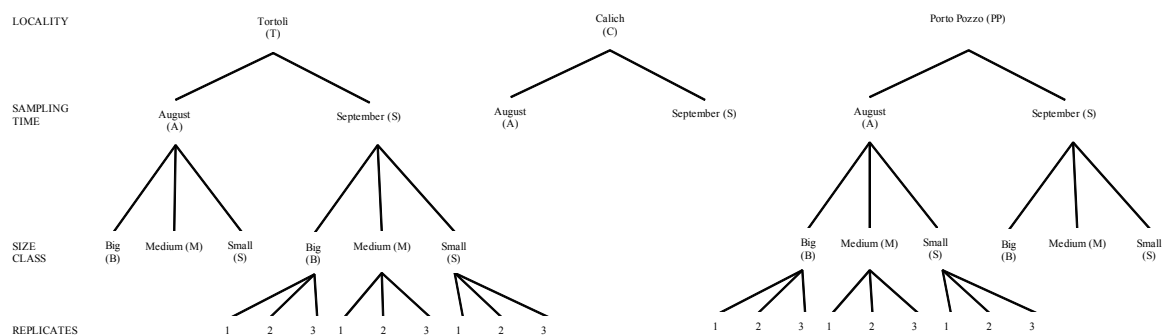 LOCALITY
Tortolì
(T)
Calich
(C)
Porto Pozzo (PP)
SAMPLING
TIME
August
(A)
September (S)
August
(A)
September (S)
August
(A)
September (S)
SIZE
CLASS
Big
(B)
Medium (M)
Small
(S)
Big
(B)
Medium (M)
Small
(S)
Big
(B)
Medium (M)
Small
(S)
Big
(B)
Medium (M)
Small
(S)
REPLICATES
1 2 3 1 2 3 1 2 3
1 2 3 1 2 3 1 2 3